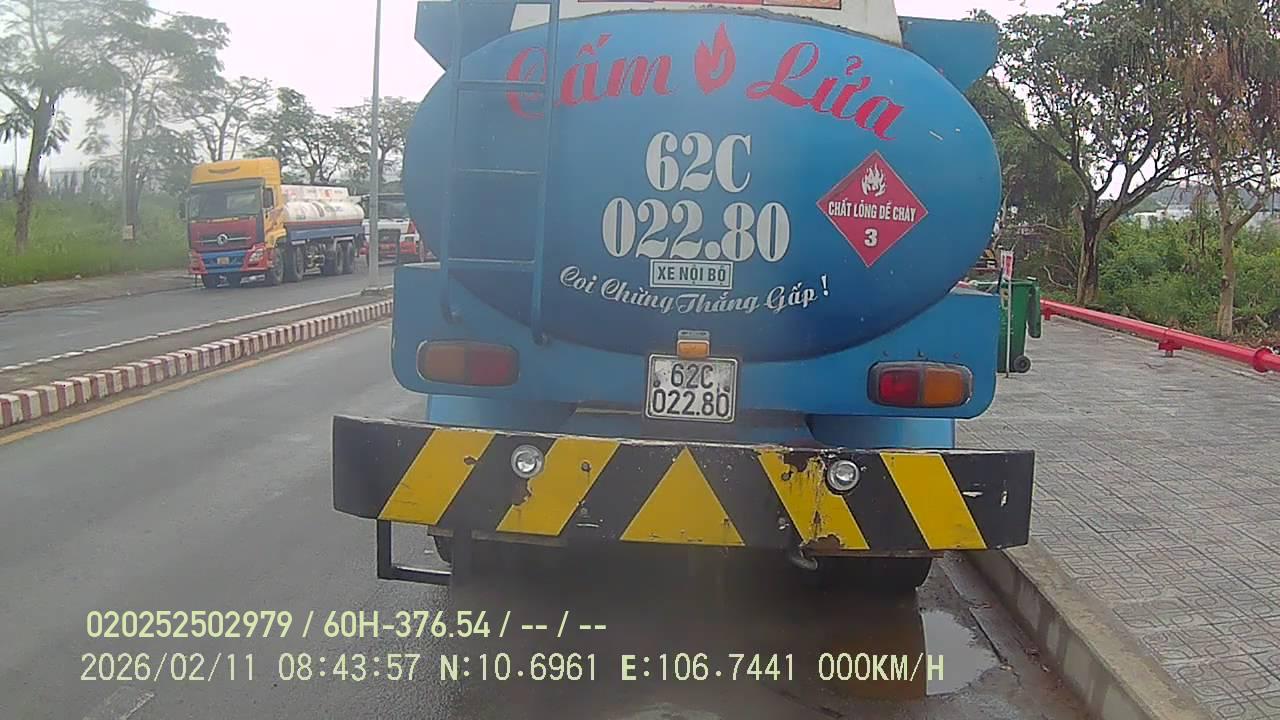 Cấm Lửa
62C
022.80
CHẤT LỎNG DỄ CHÁY
3
XE NỘI BỘ
Coi Chừng Thắng Gấp !
62C
022.80
020252502979 / 60H-376.54 / -- / --
2026/02/11 08:43:57 N:10.6961 E:106.7441 000KM/H